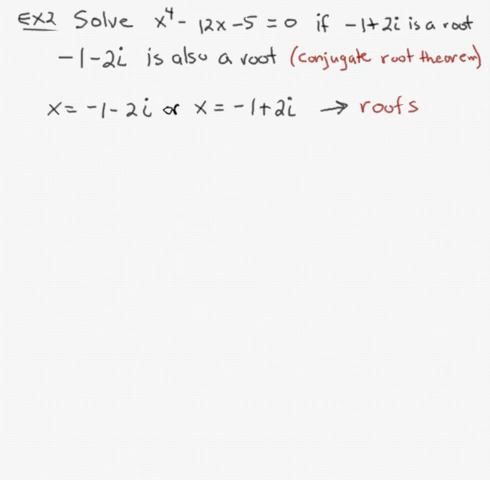 EX2 Solve x⁴ - 12x - 5 = 0 if -1 + 2i is a root
-1 - 2i is also a root (conjugate root theorem)
x = -1 - 2i or x = -1 + 2i → roots